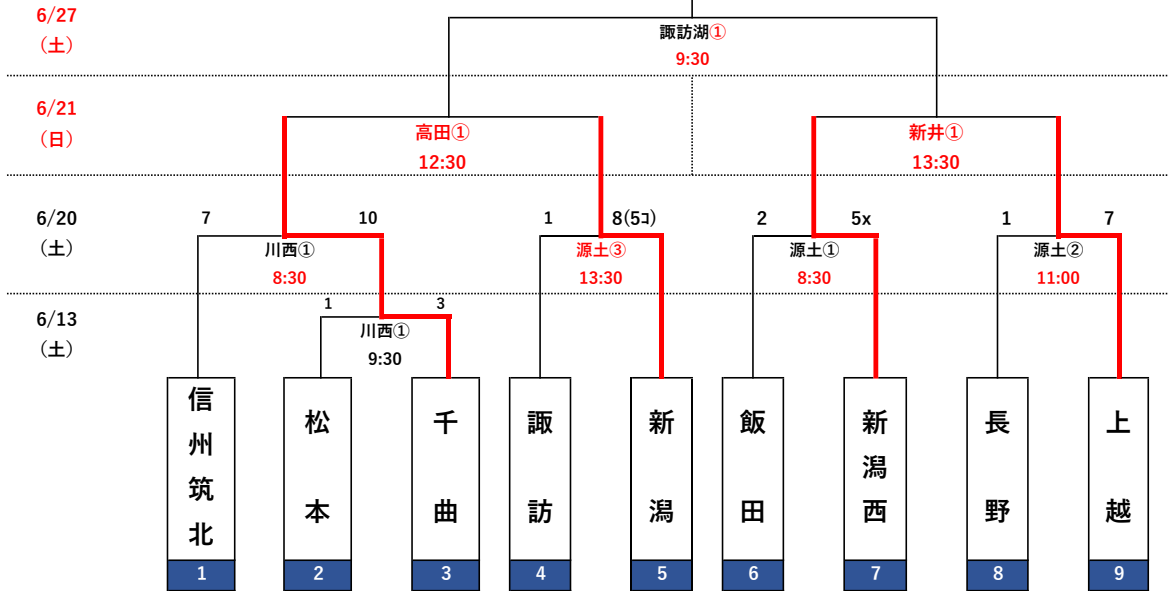 6/27
（土）
諏訪湖①
9:30
6/21
（日）
高田①
12:30
新井①
13:30
6/20
（土）
7 10 1 8(5ｺ) 2 5x 1 7
川西① 源土③ 源土① 源土②
8:30 13:30 8:30 11:00
6/13
（土）
1 3
川西①
9:30
信州筑北
松本
千曲
諏訪
新潟
飯田
新潟西
長野
上越
1 2 3 4 5 6 7 8 9